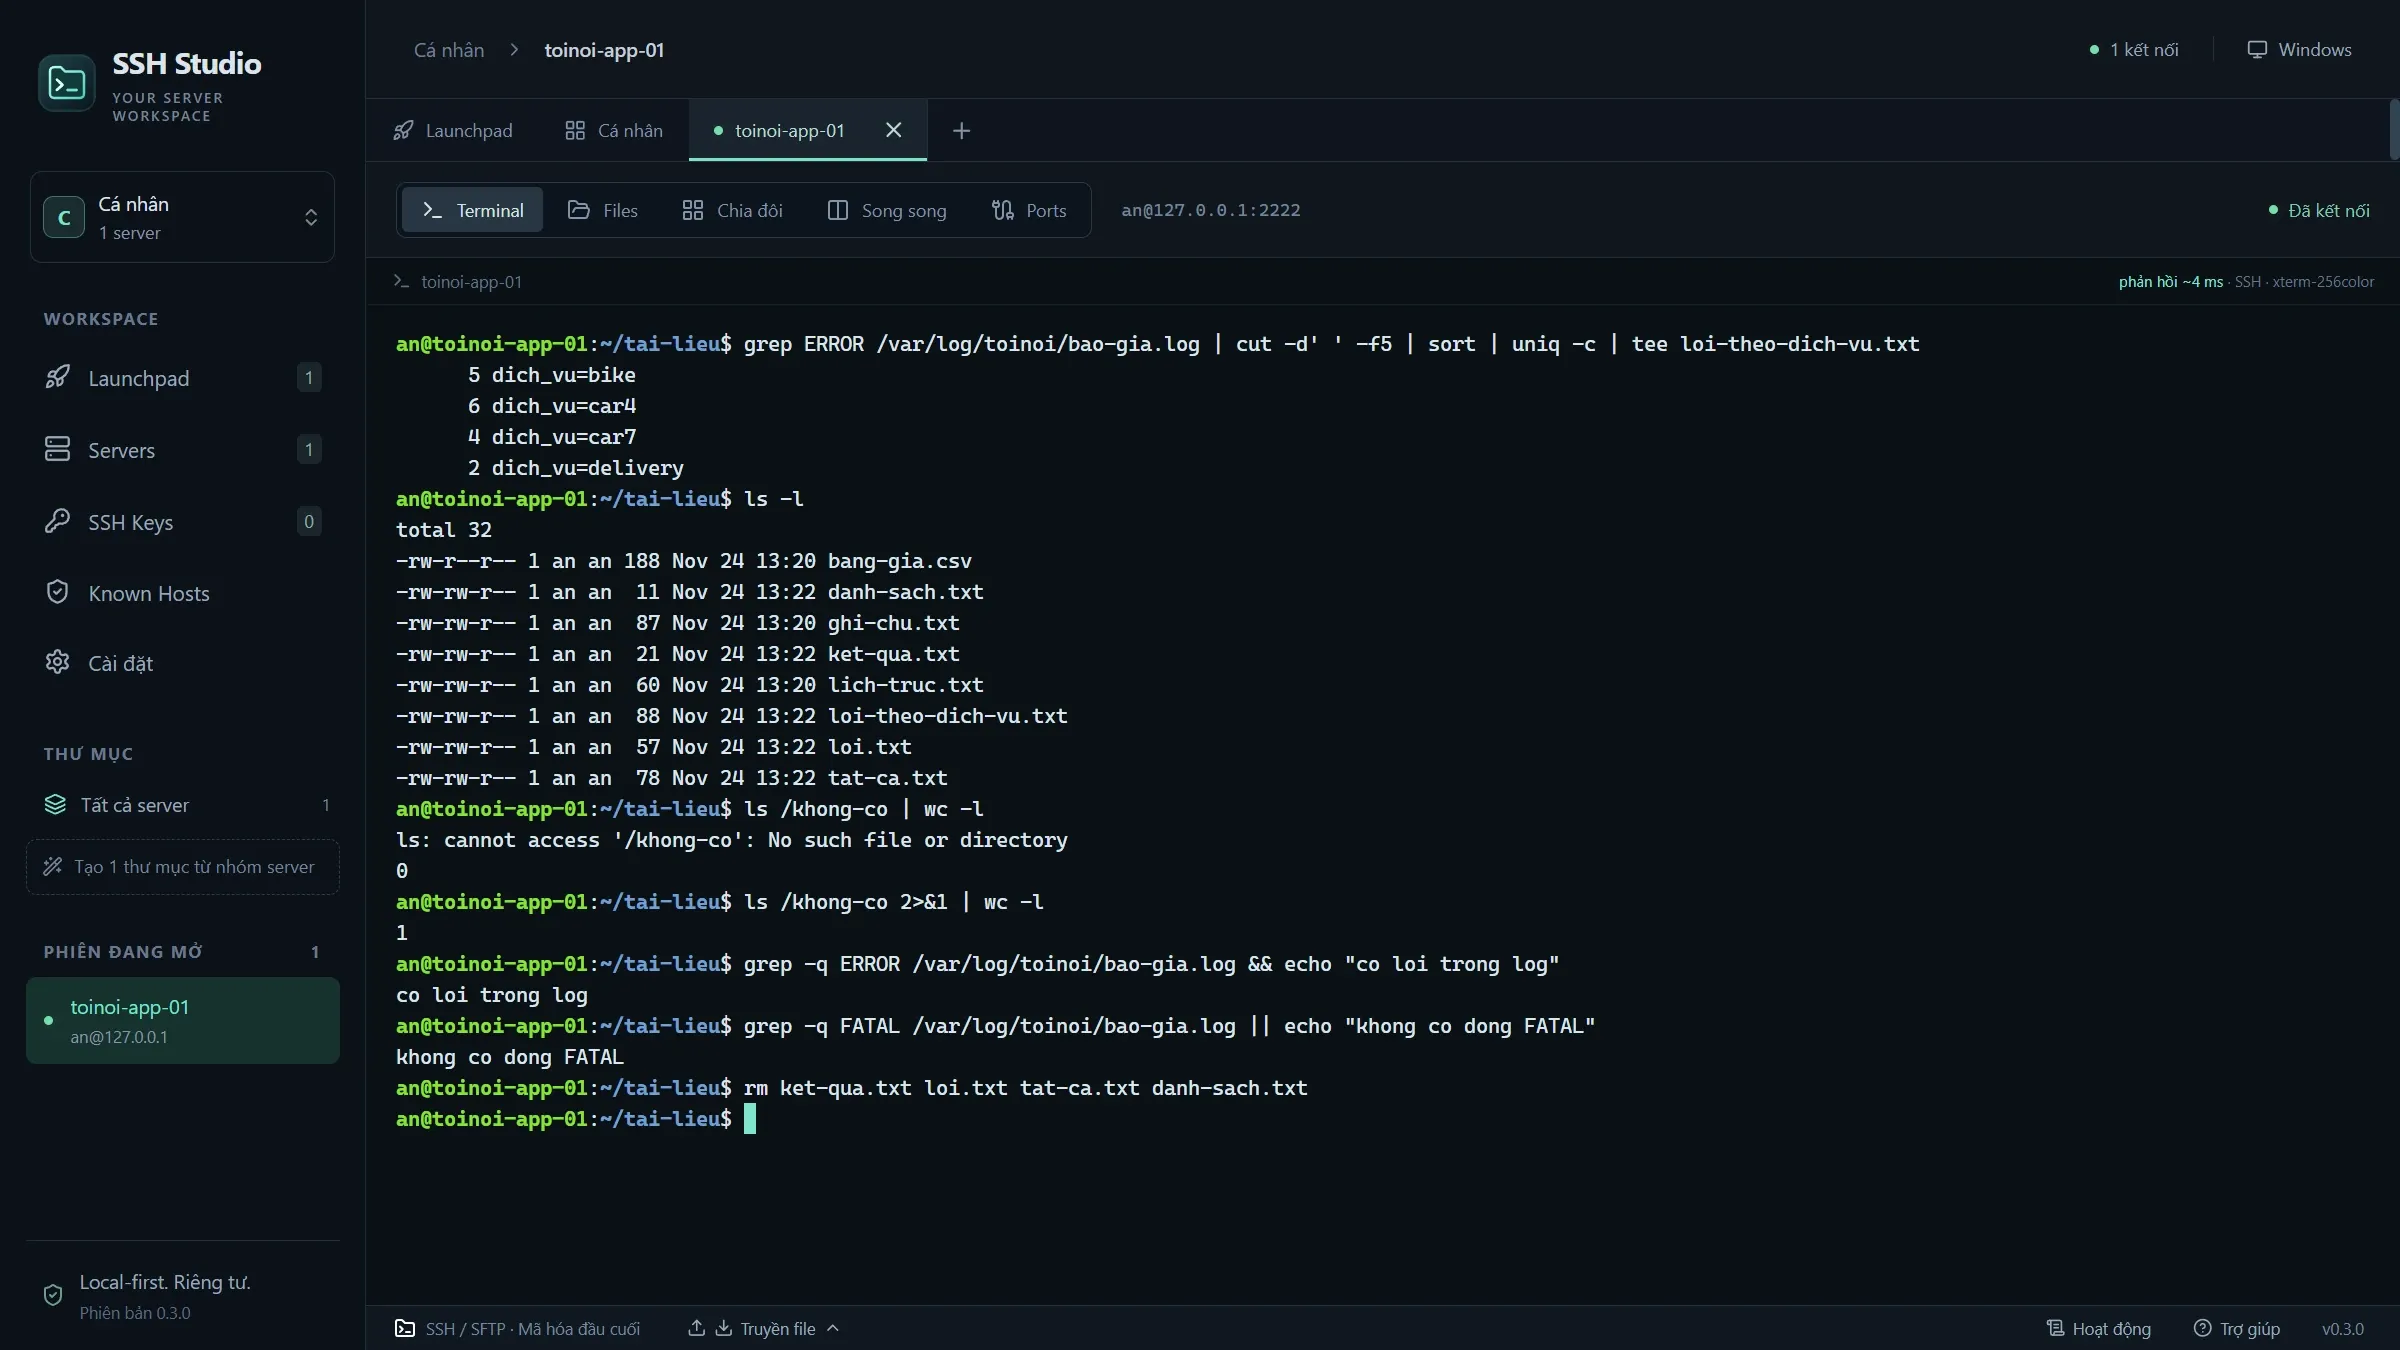 SSH Studio
YOUR SERVER
WORKSPACE
C
Cá nhân
1 server
WORKSPACE
Launchpad 1
Servers 1
SSH Keys 0
Known Hosts
Cài đặt
THƯ MỤC
Tất cả server 1
Tạo 1 thư mục từ nhóm server
PHIÊN ĐANG MỞ 1
toinoi-app-01
an@127.0.0.1
Local-first. Riêng tư.
Phiên bản 0.3.0
Cá nhân > toinoi-app-01
1 kết nối
Windows
Launchpad
Cá nhân
toinoi-app-01
Terminal
Files
Chia đôi
Song song
Ports
an@127.0.0.1:2222
Đã kết nối
toinoi-app-01
phản hồi ~4 ms · SSH · xterm-256color
an@toinoi-app-01:~/tai-lieu$ grep ERROR /var/log/toinoi/bao-gia.log | cut -d' ' -f5 | sort | uniq -c | tee loi-theo-dich-vu.txt
      5 dich_vu=bike
      6 dich_vu=car4
      4 dich_vu=car7
      2 dich_vu=delivery
an@toinoi-app-01:~/tai-lieu$ ls -l
total 32
-rw-r--r-- 1 an an 188 Nov 24 13:20 bang-gia.csv
-rw-rw-r-- 1 an an  11 Nov 24 13:22 danh-sach.txt
-rw-rw-r-- 1 an an  87 Nov 24 13:20 ghi-chu.txt
-rw-rw-r-- 1 an an  21 Nov 24 13:22 ket-qua.txt
-rw-rw-r-- 1 an an  60 Nov 24 13:20 lich-truc.txt
-rw-rw-r-- 1 an an  88 Nov 24 13:22 loi-theo-dich-vu.txt
-rw-rw-r-- 1 an an  57 Nov 24 13:22 loi.txt
-rw-rw-r-- 1 an an  78 Nov 24 13:22 tat-ca.txt
an@toinoi-app-01:~/tai-lieu$ ls /khong-co | wc -l
ls: cannot access '/khong-co': No such file or directory
0
an@toinoi-app-01:~/tai-lieu$ ls /khong-co 2>&1 | wc -l
1
an@toinoi-app-01:~/tai-lieu$ grep -q ERROR /var/log/toinoi/bao-gia.log && echo "co loi trong log"
co loi trong log
an@toinoi-app-01:~/tai-lieu$ grep -q FATAL /var/log/toinoi/bao-gia.log || echo "khong co dong FATAL"
khong co dong FATAL
an@toinoi-app-01:~/tai-lieu$ rm ket-qua.txt loi.txt tat-ca.txt danh-sach.txt
an@toinoi-app-01:~/tai-lieu$
SSH / SFTP · Mã hóa đầu cuối
Truyền file
Hoạt động
Trợ giúp
v0.3.0